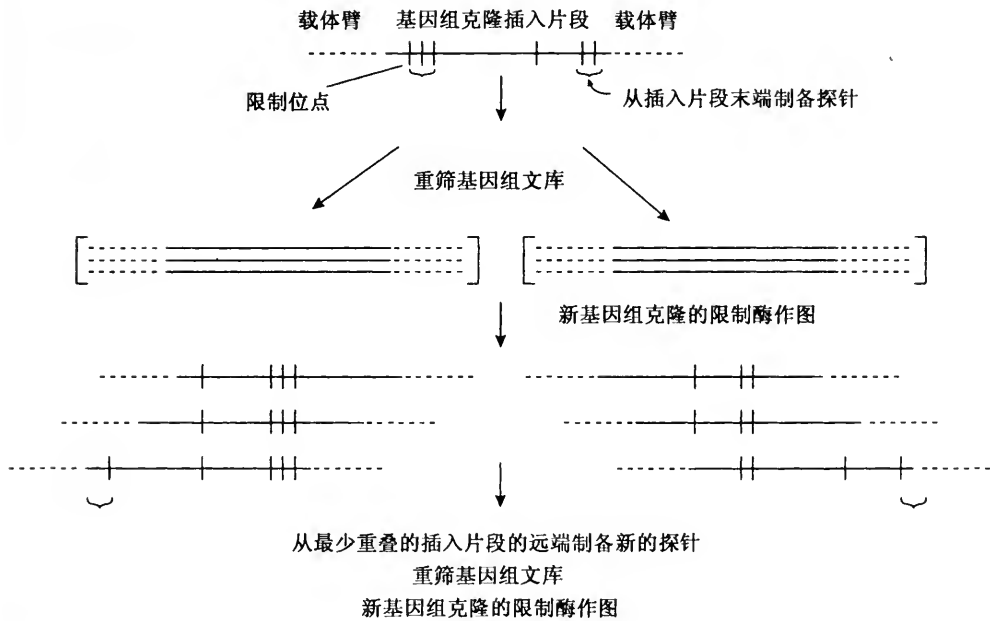 载体臂 基因组克隆插入片段 载体臂
限制位点
从插入片段末端制备探针
重筛基因组文库
新基因组克隆的限制酶作图
从最少重叠的插入片段的远端制备新的探针
重筛基因组文库
新基因组克隆的限制酶作图